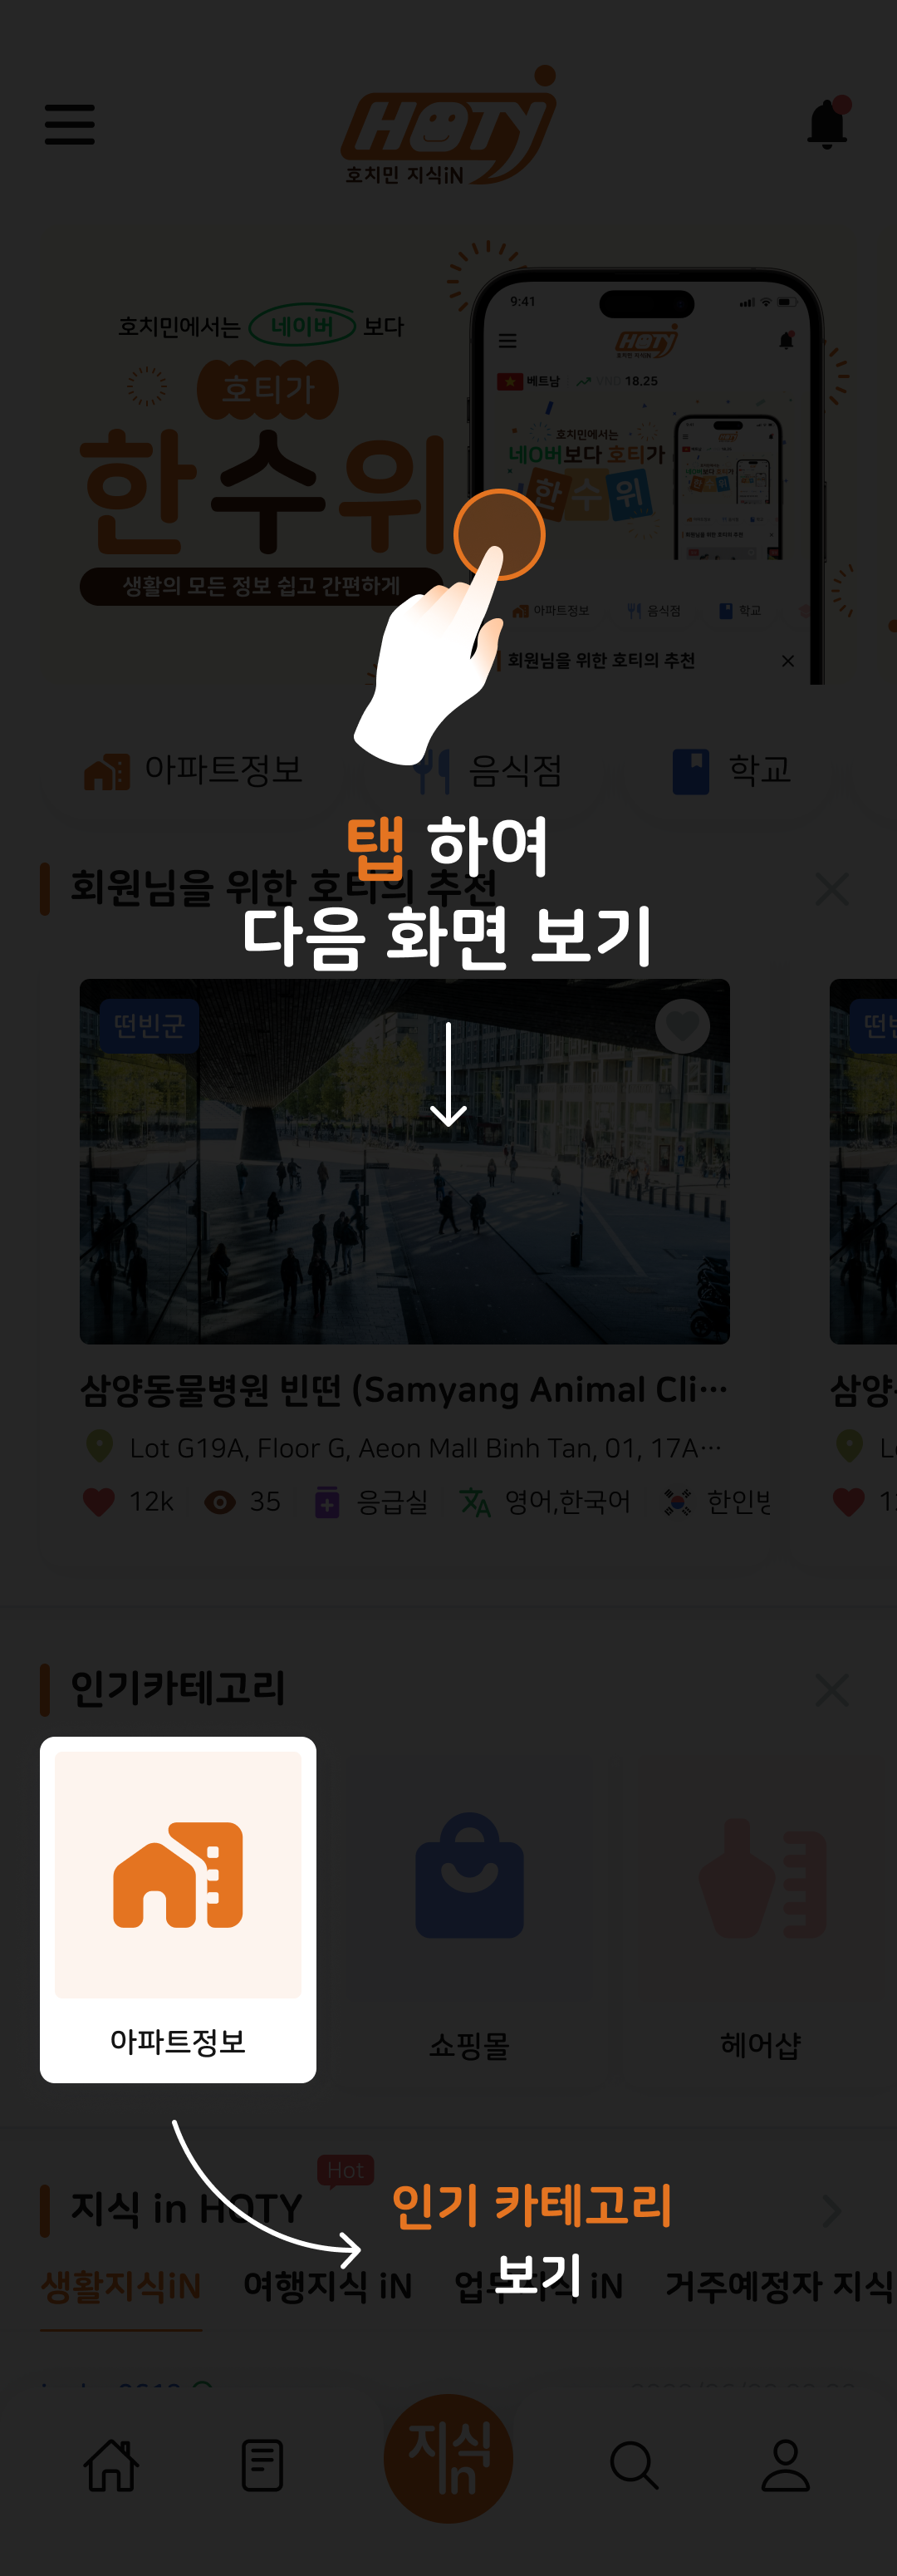 HOTY
호치민 지식iN
호치민에서는 네이버 보다
호티가
한수위
생활의 모든 정보 쉽고 간편하게
9:41
HOTY
호치민 지식iN
베트남 VND 18.25
호치민에서는
네이버보다 호티가
한수위
아파트정보 음식점 학교
회원님을 위한 호티의 추천
아파트정보 음식점 학교
탭 하여
회원님을 위한 호티의 추천
다음 화면 보기
떤빈군
삼양동물병원 빈떤 (Samyang Animal Cli...
Lot G19A, Floor G, Aeon Mall Binh Tan, 01, 17A...
12k 35 응급실 영어,한국어
인기카테고리
아파트정보 쇼핑몰 헤어샵
Hot
지식 in HOTY
인기 카테고리
보기
생활지식iN 여행지식 iN 업무지식 iN 거주예정자 지식
지식
in